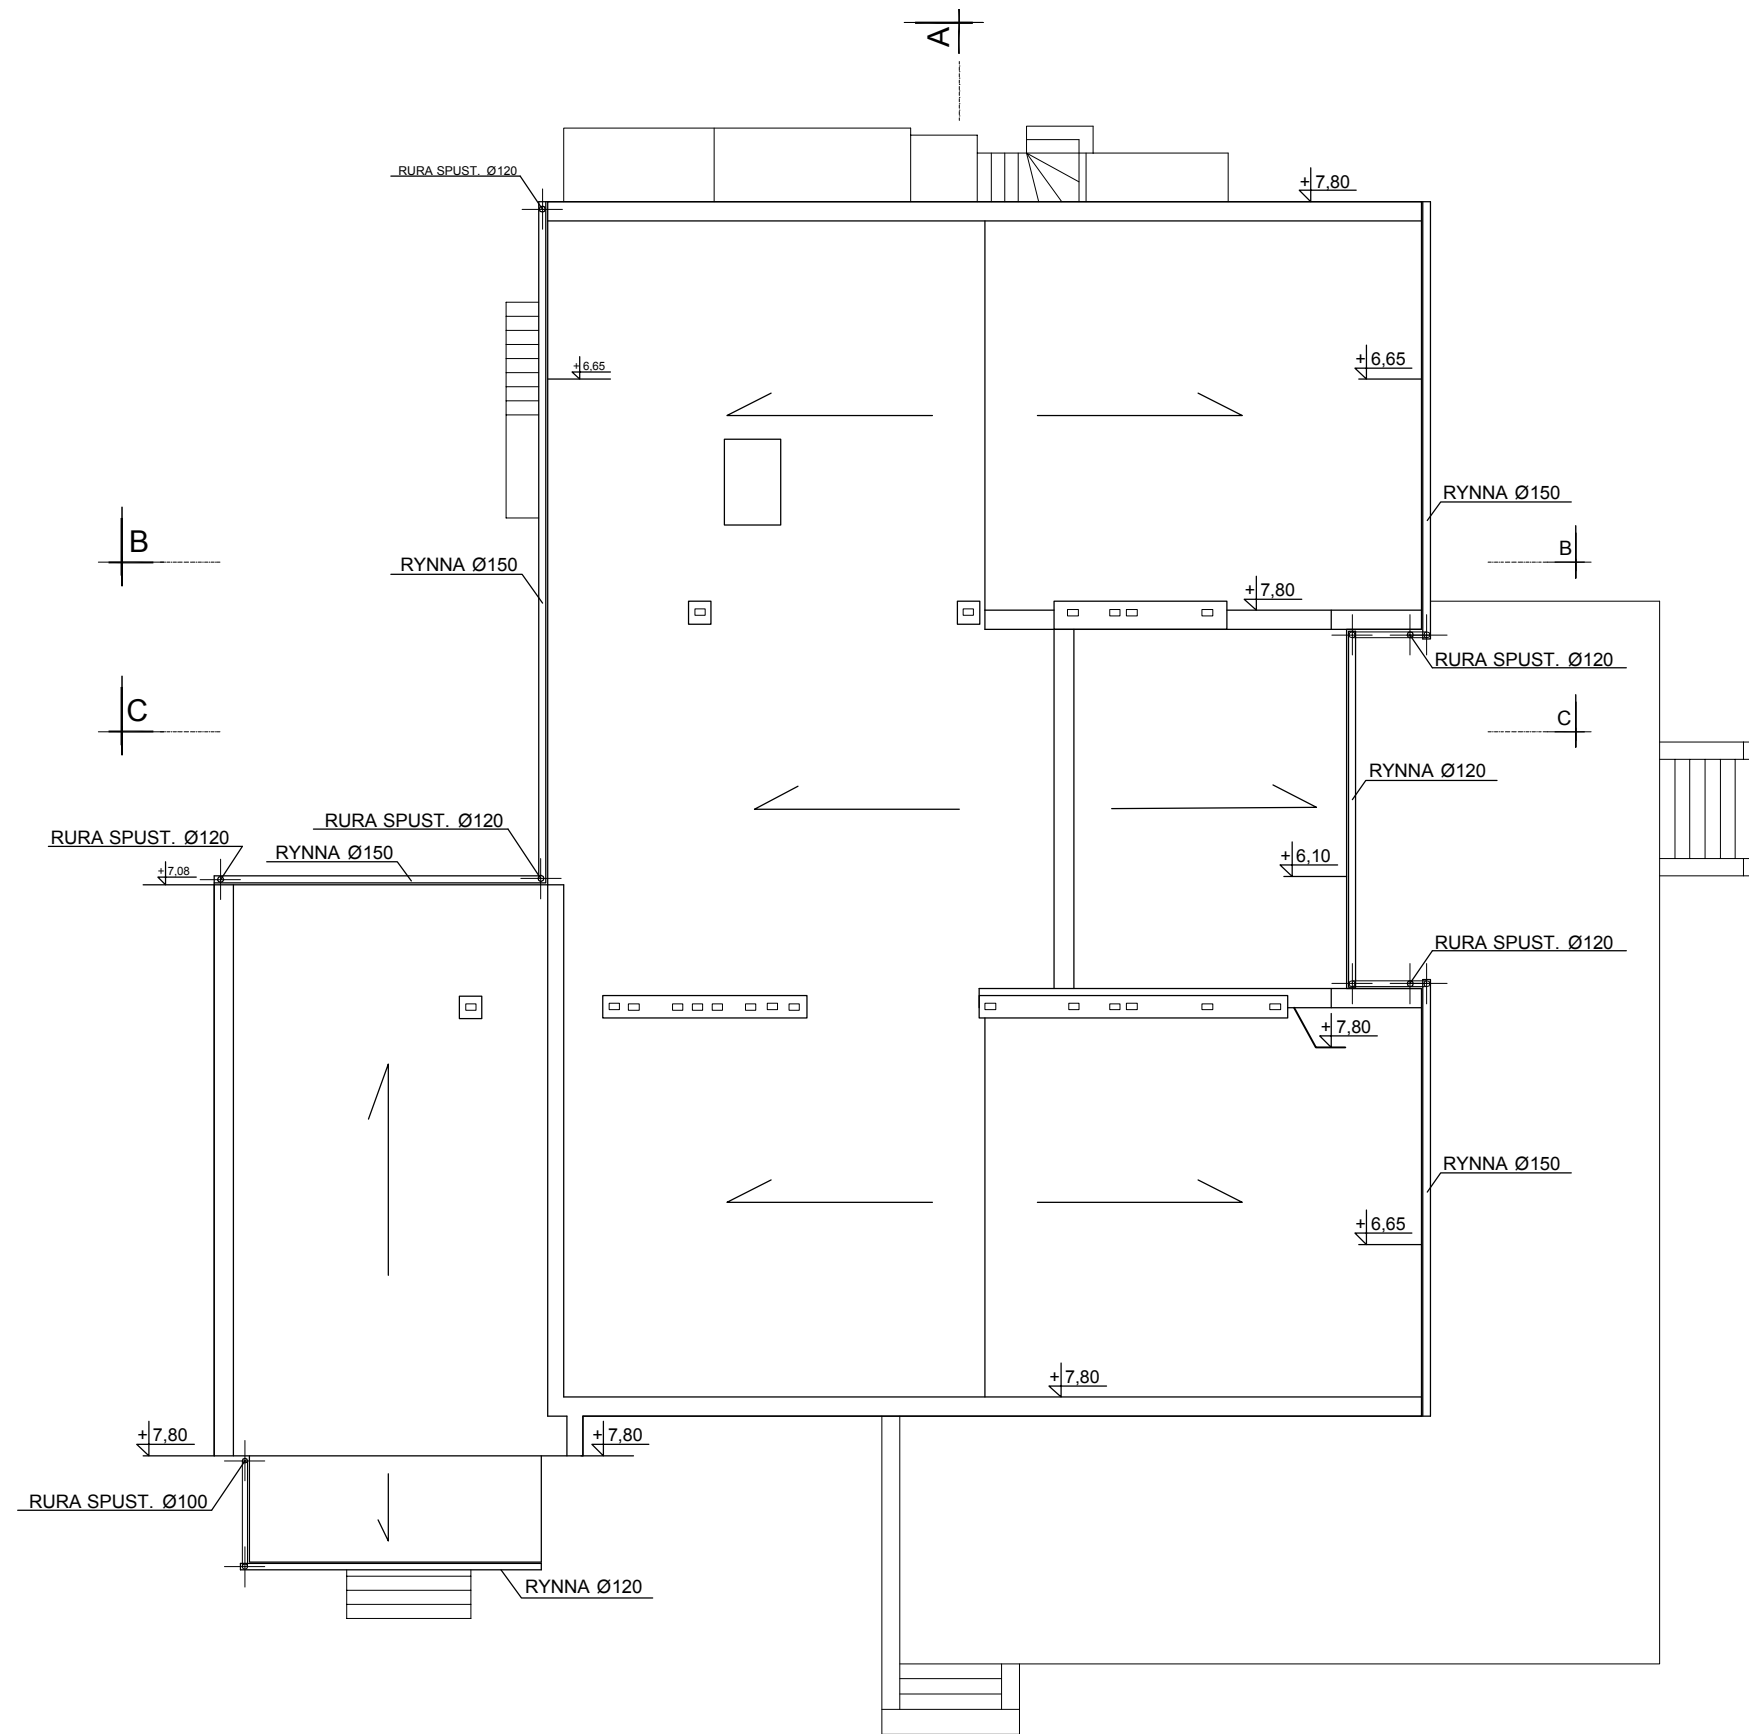 A
RURA SPUST. Ø120
+ 7,80
+ 6,65
+ 6,65
RYNNA Ø150
B
B
RYNNA Ø150
+ 7,80
RURA SPUST. Ø120
C
C
RYNNA Ø120
RURA SPUST. Ø120
RURA SPUST. Ø120
RYNNA Ø150
+ 6,10
+ 7,08
RURA SPUST. Ø120
+ 7,80
RYNNA Ø150
+ 6,65
+ 7,80
+ 7,80
+ 7,80
RURA SPUST. Ø100
RYNNA Ø120